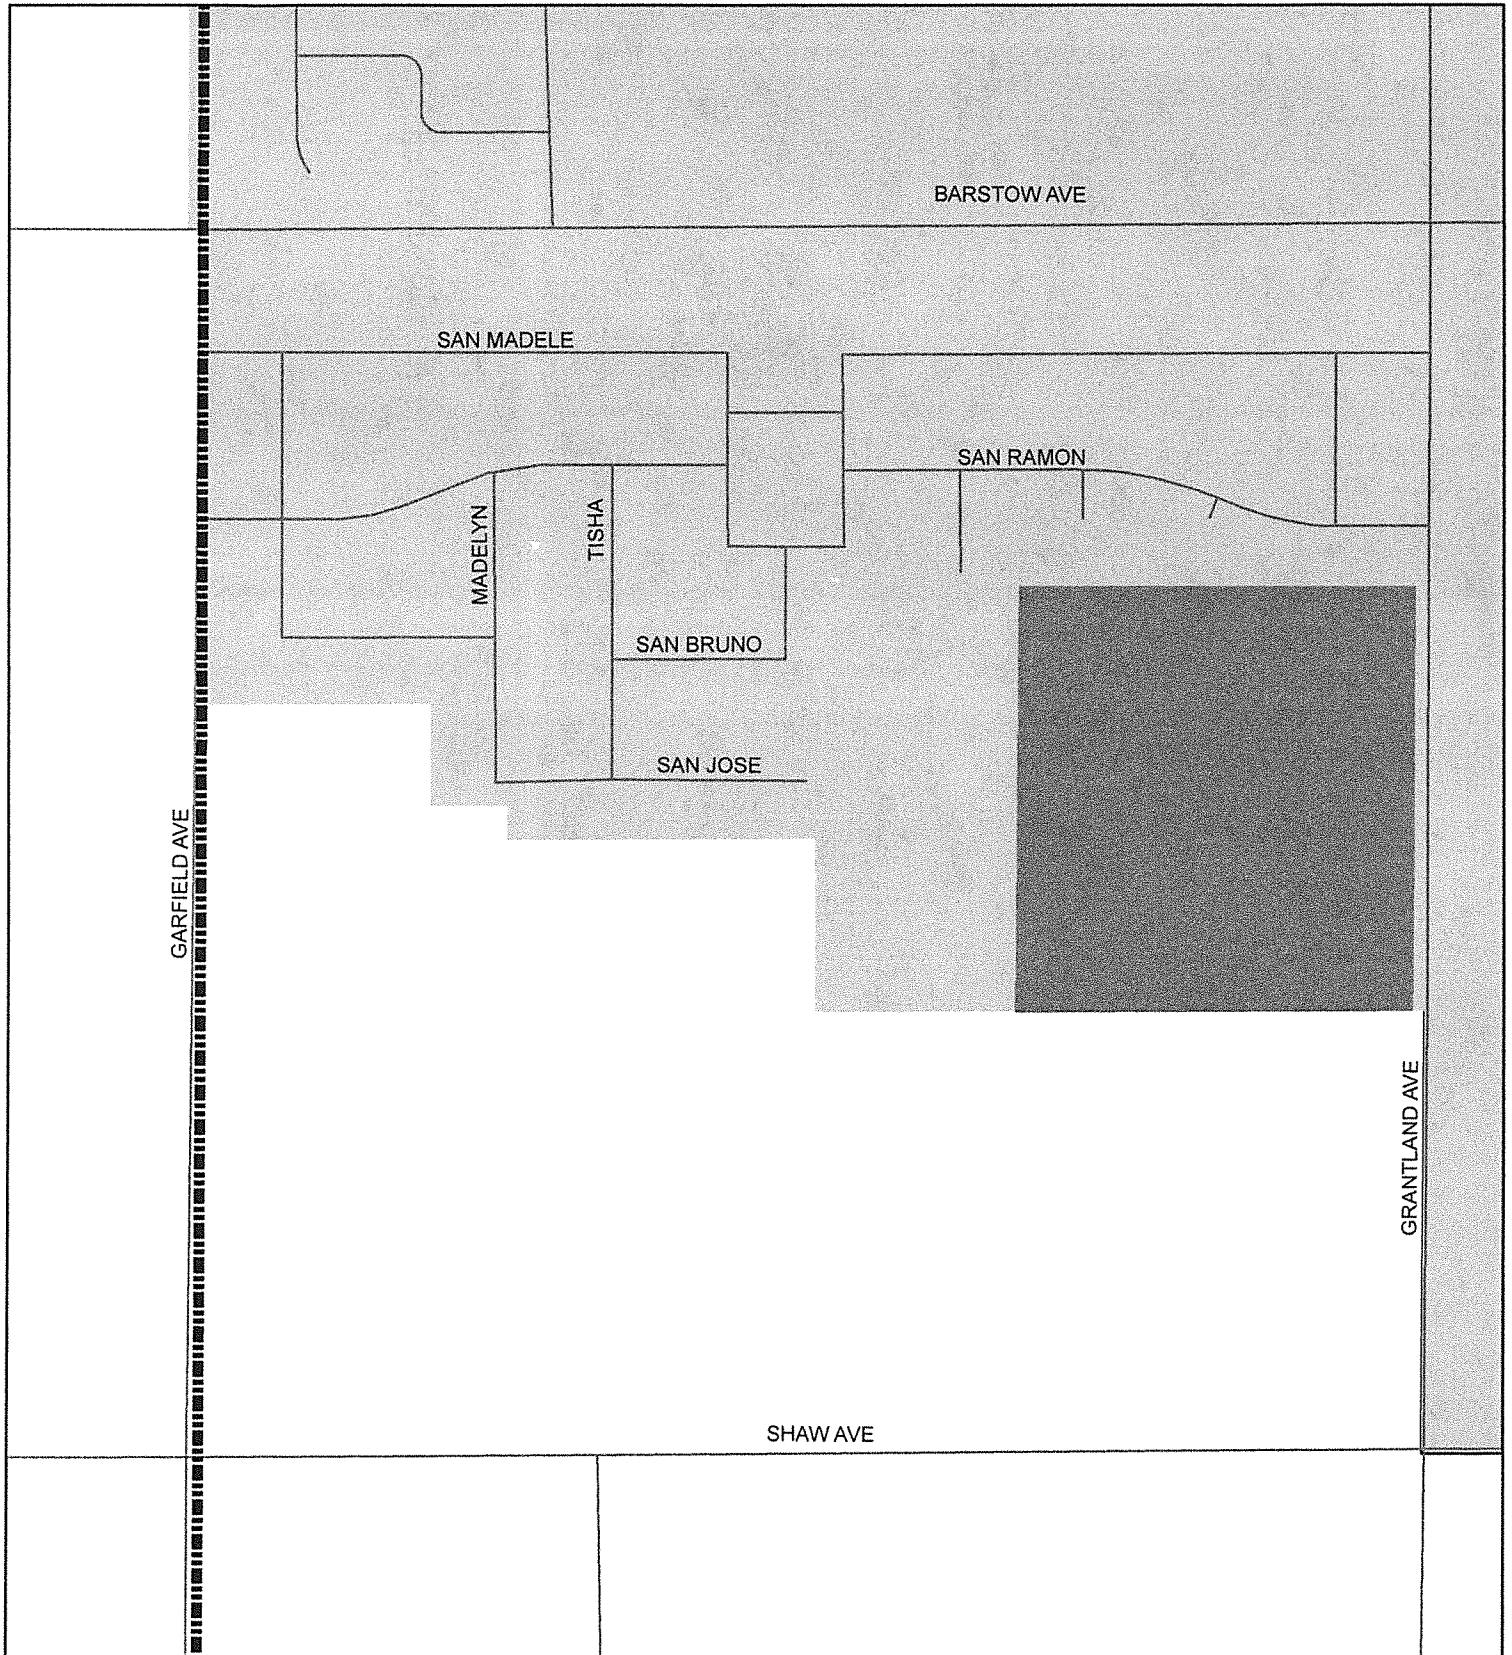 BARSTOW AVE
SAN MADELE
SAN RAMON
MADELYN
TISHA
SAN BRUNO
SAN JOSE
GARFIELD AVE
GRANTLAND AVE
SHAW AVE